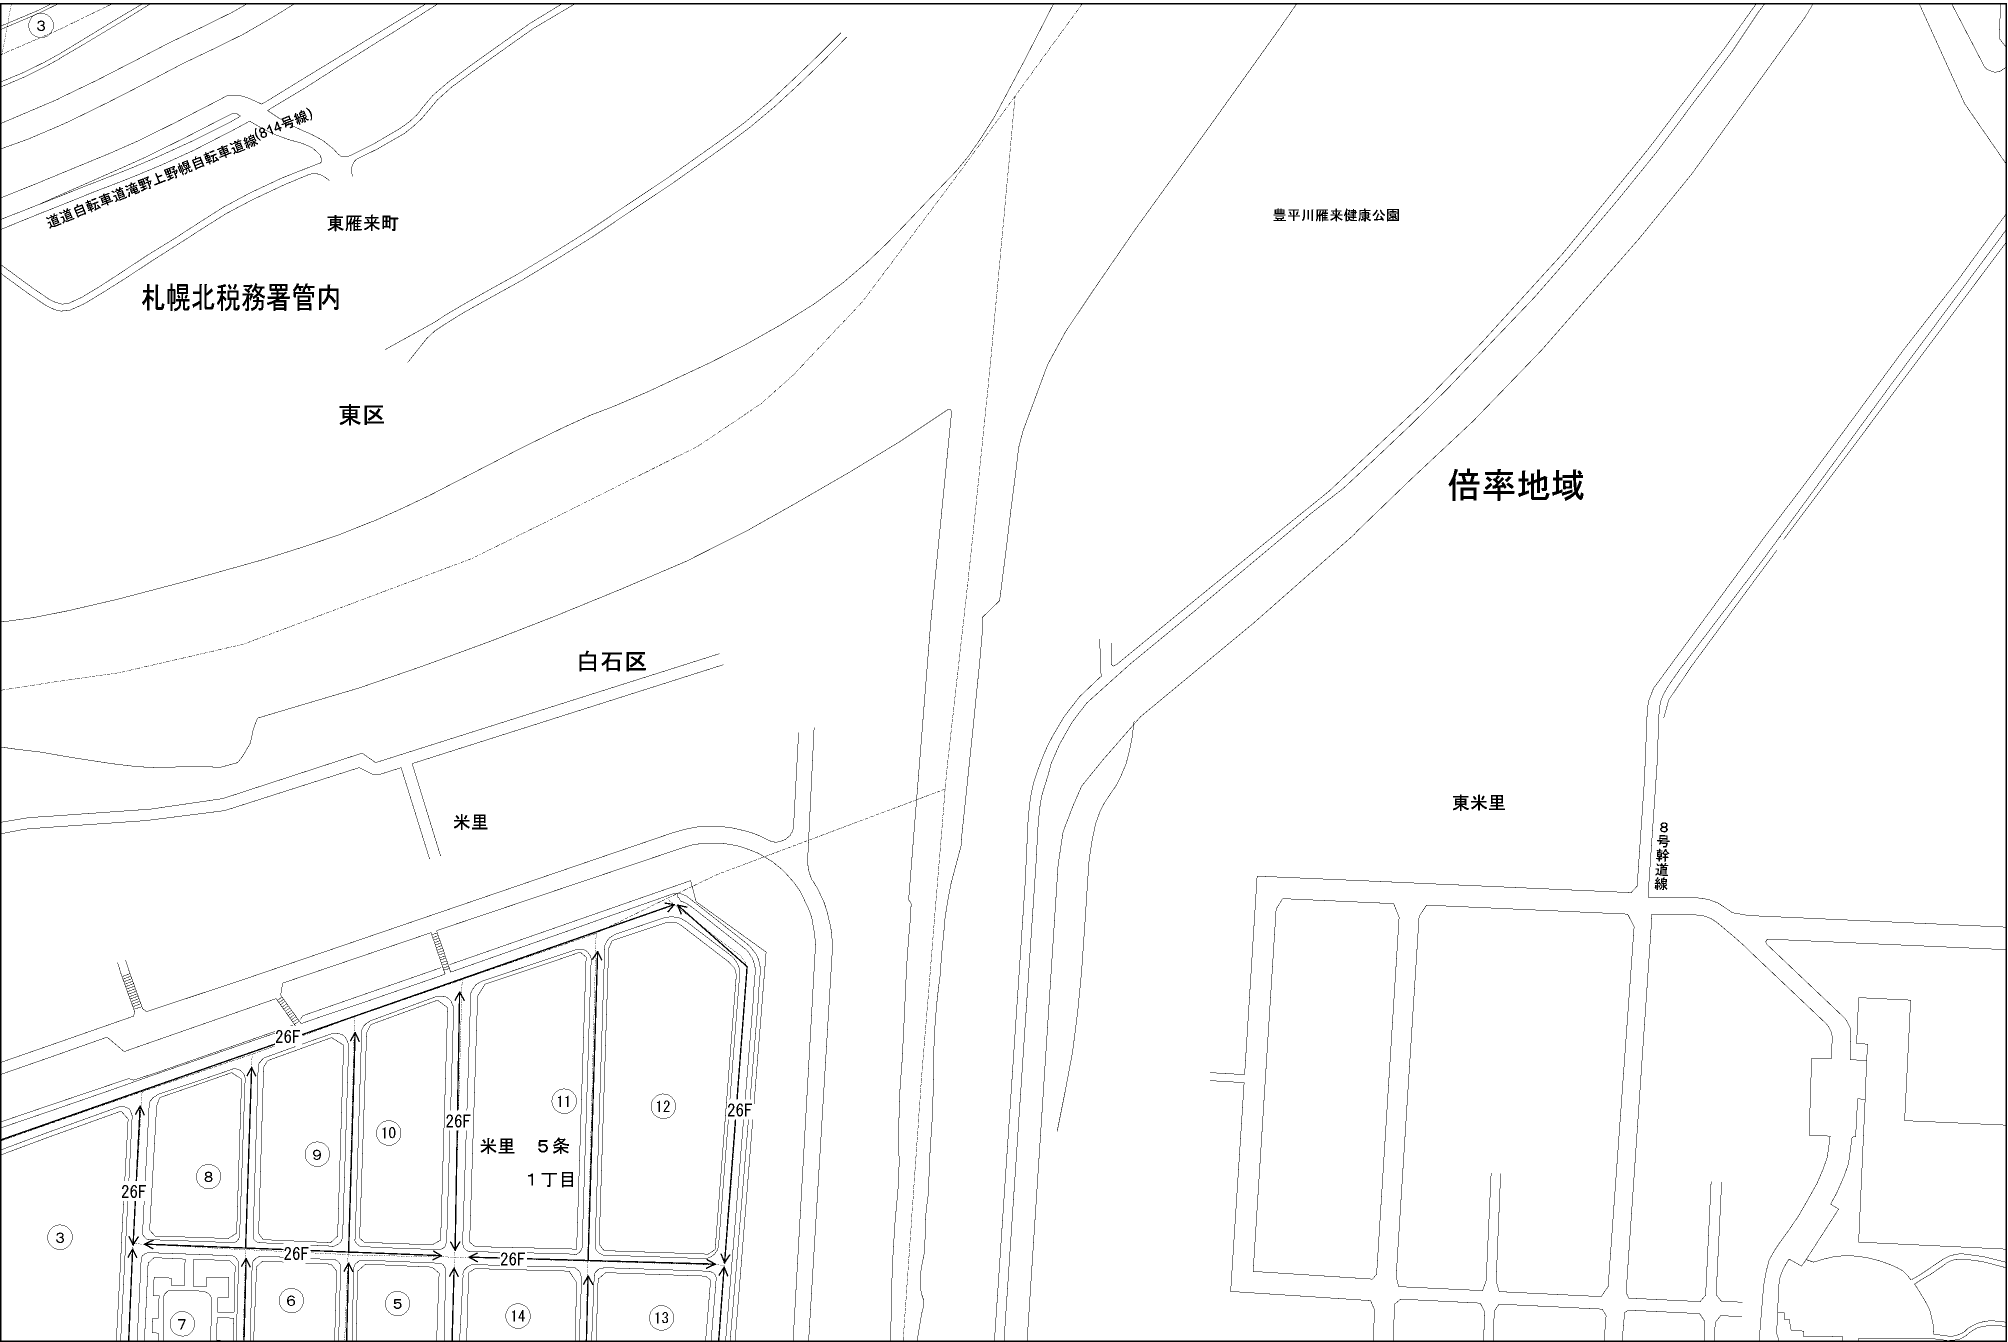 ③
道道自転車道滝野上野幌自転車道線(814号線)
東雁来町
豊平川雁来健康公園
札幌北税務署管内
東区
倍率地域
白石区
東米里
米里
8号幹道線
26F
⑪
⑫
26F
26F
⑩
米里 5条
⑨
1丁目
⑧
26F
③
26F
26F
⑥
⑤
⑭
⑬
⑦